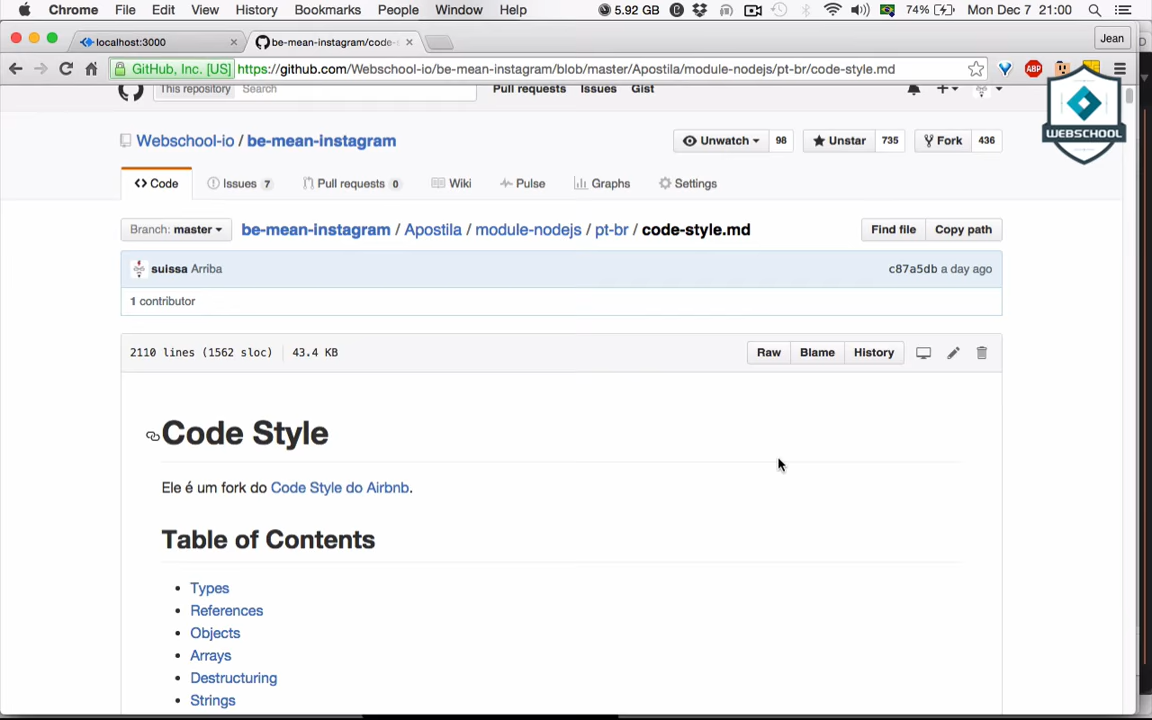 Chrome File Edit View History Bookmarks People Window Help 5.92 GB 74% Mon Dec 7 21:00
localhost:3000 be-mean-instagram/code- Jean
GitHub, Inc. [US] https://github.com/Webschool-io/be-mean-instagram/blob/master/Apostila/module-nodejs/pt-br/code-style.md ABP
This repository Search Pull requests Issues Gist
WEBSCHOOL
Webschool-io / be-mean-instagram Unwatch 98 Unstar 735 Fork 436
Code Issues 7 Pull requests 0 Wiki Pulse Graphs Settings
Branch: master be-mean-instagram / Apostila / module-nodejs / pt-br / code-style.md Find file Copy path
suissa Arriba c87a5db a day ago
1 contributor
2110 lines (1562 sloc) 43.4 KB Raw Blame History
Code Style
Ele é um fork do Code Style do Airbnb.
Table of Contents
• Types
• References
• Objects
• Arrays
• Destructuring
• Strings